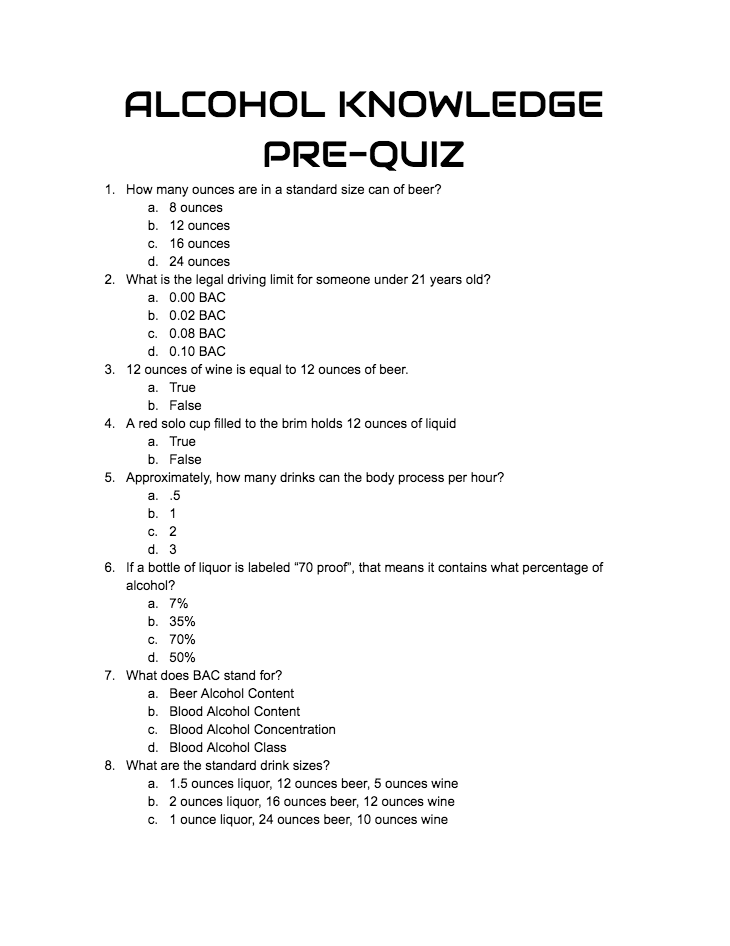 ALCOHOL KNOWLEDGE
PRE-QUIZ
1. How many ounces are in a standard size can of beer?
a. 8 ounces
b. 12 ounces
c. 16 ounces
d. 24 ounces
2. What is the legal driving limit for someone under 21 years old?
a. 0.00 BAC
b. 0.02 BAC
c. 0.08 BAC
d. 0.10 BAC
3. 12 ounces of wine is equal to 12 ounces of beer.
a. True
b. False
4. A red solo cup filled to the brim holds 12 ounces of liquid
a. True
b. False
5. Approximately, how many drinks can the body process per hour?
a. .5
b. 1
c. 2
d. 3
6. If a bottle of liquor is labeled “70 proof”, that means it contains what percentage of
alcohol?
a. 7%
b. 35%
c. 70%
d. 50%
7. What does BAC stand for?
a. Beer Alcohol Content
b. Blood Alcohol Content
c. Blood Alcohol Concentration
d. Blood Alcohol Class
8. What are the standard drink sizes?
a. 1.5 ounces liquor, 12 ounces beer, 5 ounces wine
b. 2 ounces liquor, 16 ounces beer, 12 ounces wine
c. 1 ounce liquor, 24 ounces beer, 10 ounces wine